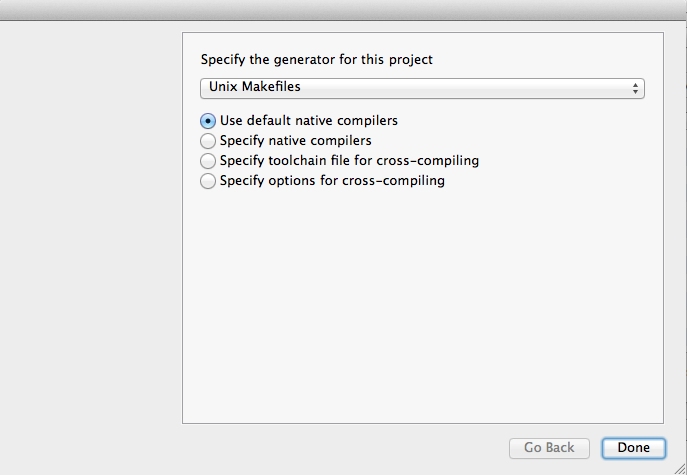 Specify the generator for this project
Unix Makefiles
Use default native compilers
Specify native compilers
Specify toolchain file for cross-compiling
Specify options for cross-compiling
Go Back
Done